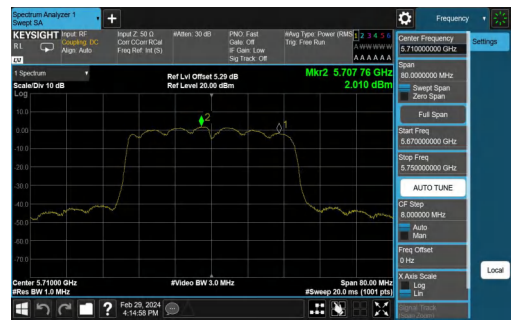 Spectrum Analyzer 1
Swept SA
Frequency
KEYSIGHT
RL
Input: RF
Coupling: DC
Align: Auto
Input Z: 50 Ω
Corr CCorr RCal
Freq Ref: Int (S)
#Atten: 30 dB
PNO: Fast
Gate: Off
IF Gain: Low
Sig Track: Off
#Avg Type: Power (RMS)
Trig: Free Run
1 2 3 4 5 6
A W W W W W
A A A A A A
LV
Center Frequency
5.710000000 GHz
Settings
1 Spectrum
Scale/Div 10 dB
Log
Ref Lvl Offset 5.29 dB
Ref Level 20.00 dBm
Mkr2 5.707 76 GHz
2.010 dBm
Span
80.0000000 MHz
Swept Span
Zero Span
Full Span
Start Freq
5.670000000 GHz
Stop Freq
5.750000000 GHz
AUTO TUNE
CF Step
8.000000 MHz
Auto
Man
Freq Offset
0 Hz
X Axis Scale
Log
Lin
Signal Track
Local
10.0
0.00
-10.0
-20.0
-30.0
-40.0
-50.0
-60.0
-70.0
2
1
Center 5.71000 GHz
#Res BW 1.0 MHz
#Video BW 3.0 MHz
Span 80.00 MHz
#Sweep 20.0 ms (1001 pts)
?
Feb 29, 2024
4:14:58 PM